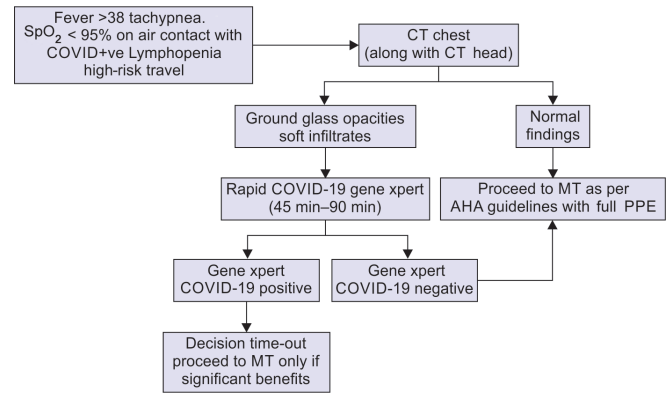 Fever >38 tachypnea.
SpO₂ < 95% on air contact with
COVID+ve Lymphopenia
high-risk travel
CT chest
(along with CT head)
Ground glass opacities
soft infiltrates
Normal
findings
Rapid COVID-19 gene xpert
(45 min–90 min)
Proceed to MT as per
AHA guidelines with full PPE
Gene xpert
COVID-19 positive
Gene xpert
COVID-19 negative
Decision time-out
proceed to MT only if
significant benefits